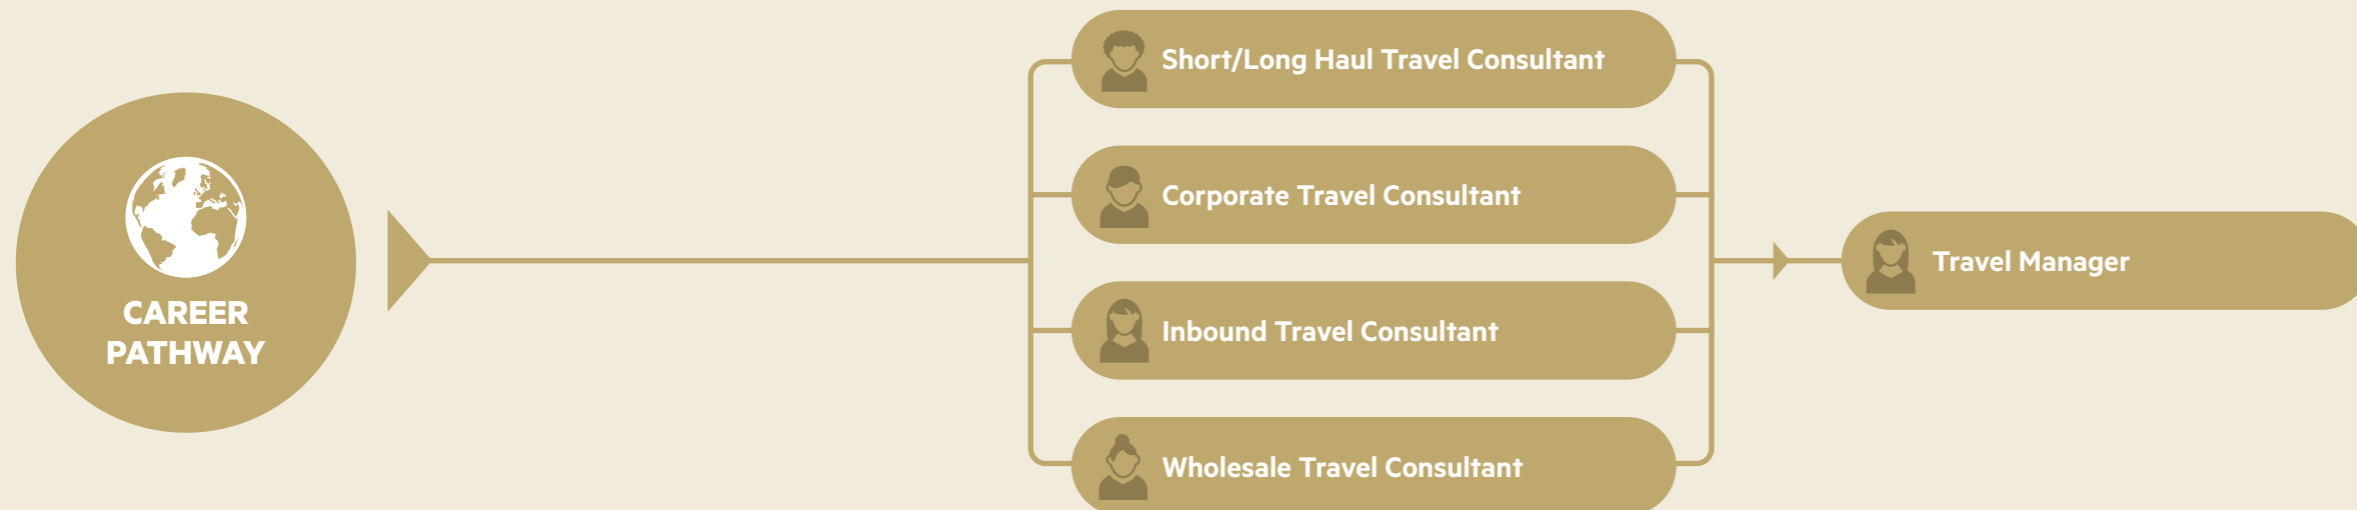 CAREER
PATHWAY
Short/Long Haul Travel Consultant
Corporate Travel Consultant
Inbound Travel Consultant
Wholesale Travel Consultant
Travel Manager